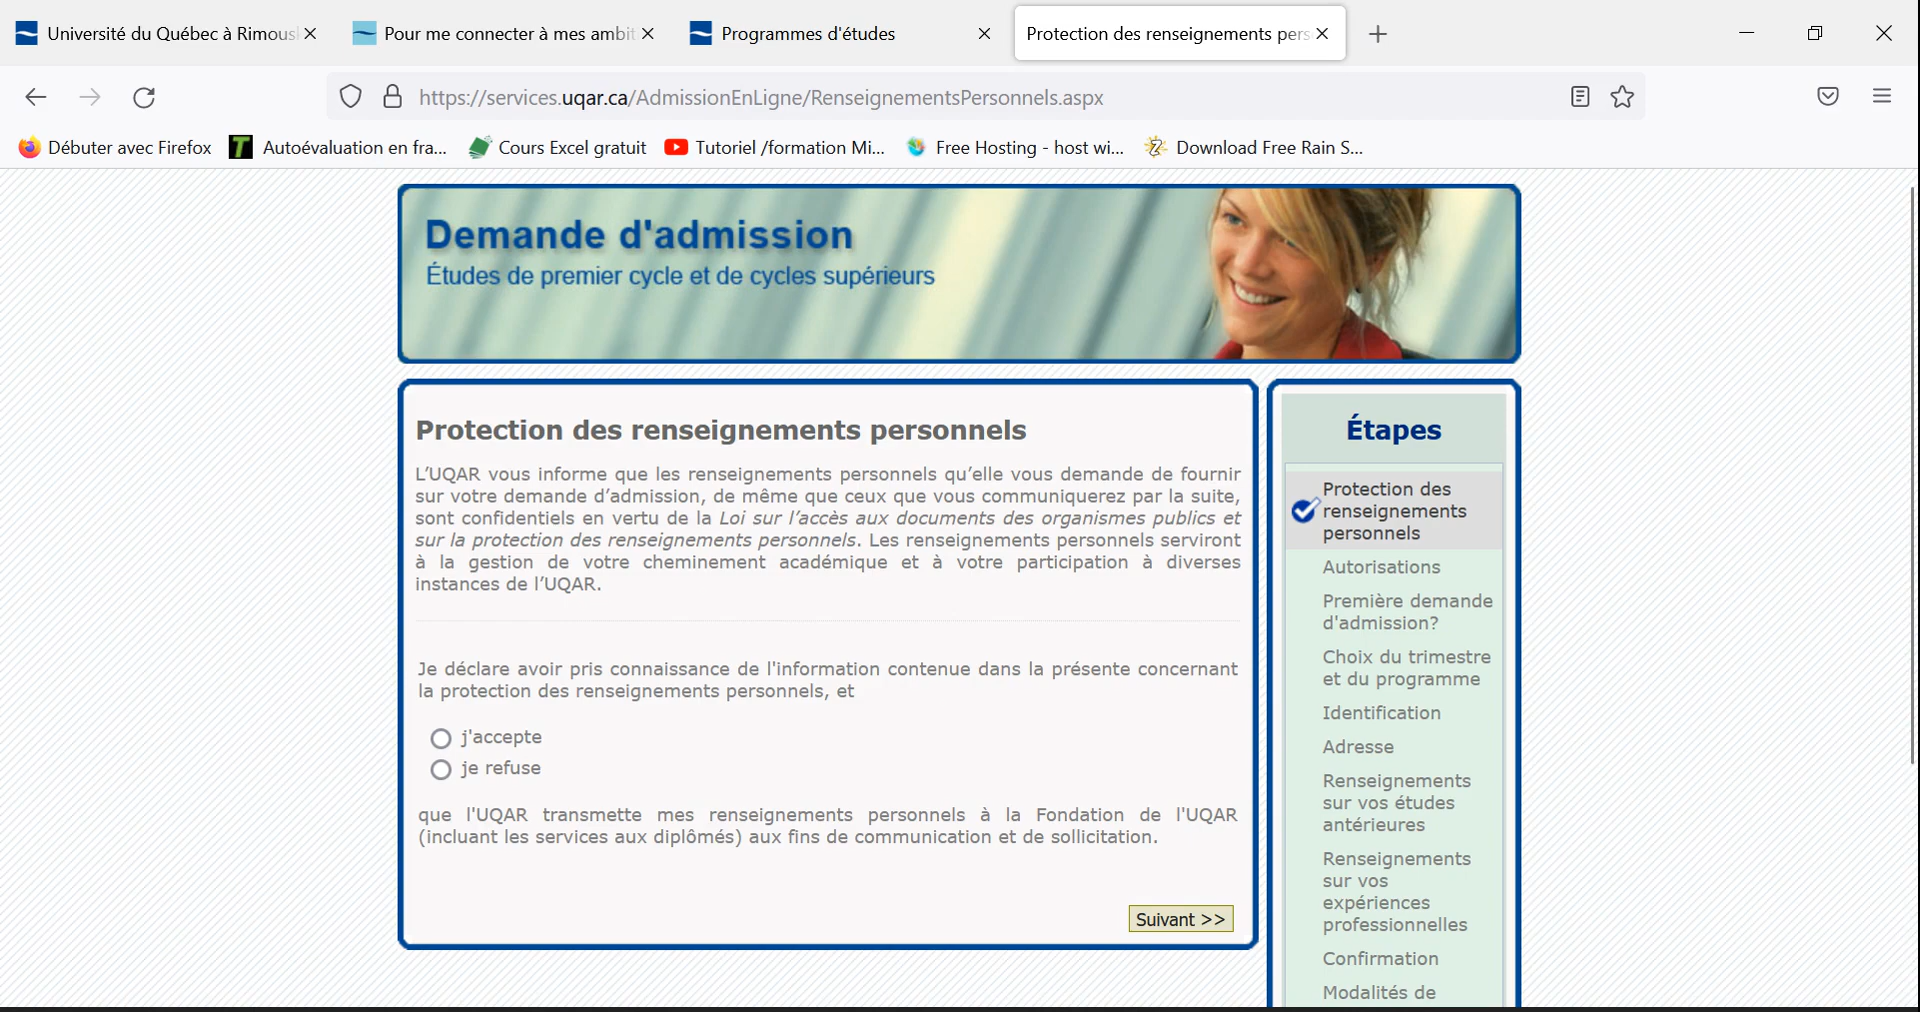 Université du Québec à Rimous
Pour me connecter à mes ambit
Programmes d'études
Protection des renseignements pers
https://services.uqar.ca/AdmissionEnLigne/RenseignementsPersonnels.aspx
Débuter avec Firefox
Autoévaluation en fra...
Cours Excel gratuit
Tutoriel /formation Mi...
Free Hosting - host wi...
Download Free Rain S...
Demande d'admission
Études de premier cycle et de cycles supérieurs
Protection des renseignements personnels
L’UQAR vous informe que les renseignements personnels qu’elle vous demande de fournir
sur votre demande d’admission, de même que ceux que vous communiquerez par la suite,
sont confidentiels en vertu de la Loi sur l’accès aux documents des organismes publics et
sur la protection des renseignements personnels. Les renseignements personnels serviront
à la gestion de votre cheminement académique et à votre participation à diverses
instances de l’UQAR.
Je déclare avoir pris connaissance de l'information contenue dans la présente concernant
la protection des renseignements personnels, et
j'accepte
je refuse
que l'UQAR transmette mes renseignements personnels à la Fondation de l'UQAR
(incluant les services aux diplômés) aux fins de communication et de sollicitation.
Suivant >>
Étapes
Protection des
renseignements
personnels
Autorisations
Première demande
d'admission?
Choix du trimestre
et du programme
Identification
Adresse
Renseignements
sur vos études
antérieures
Renseignements
sur vos
expériences
professionnelles
Confirmation
Modalités de